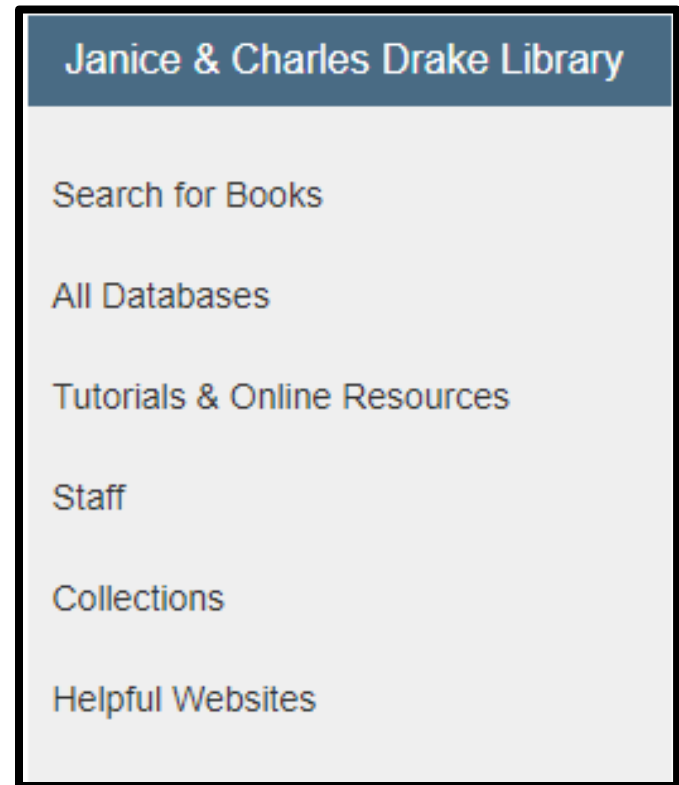 Janice & Charles Drake Library
Search for Books
All Databases
Tutorials & Online Resources
Staff
Collections
Helpful Websites